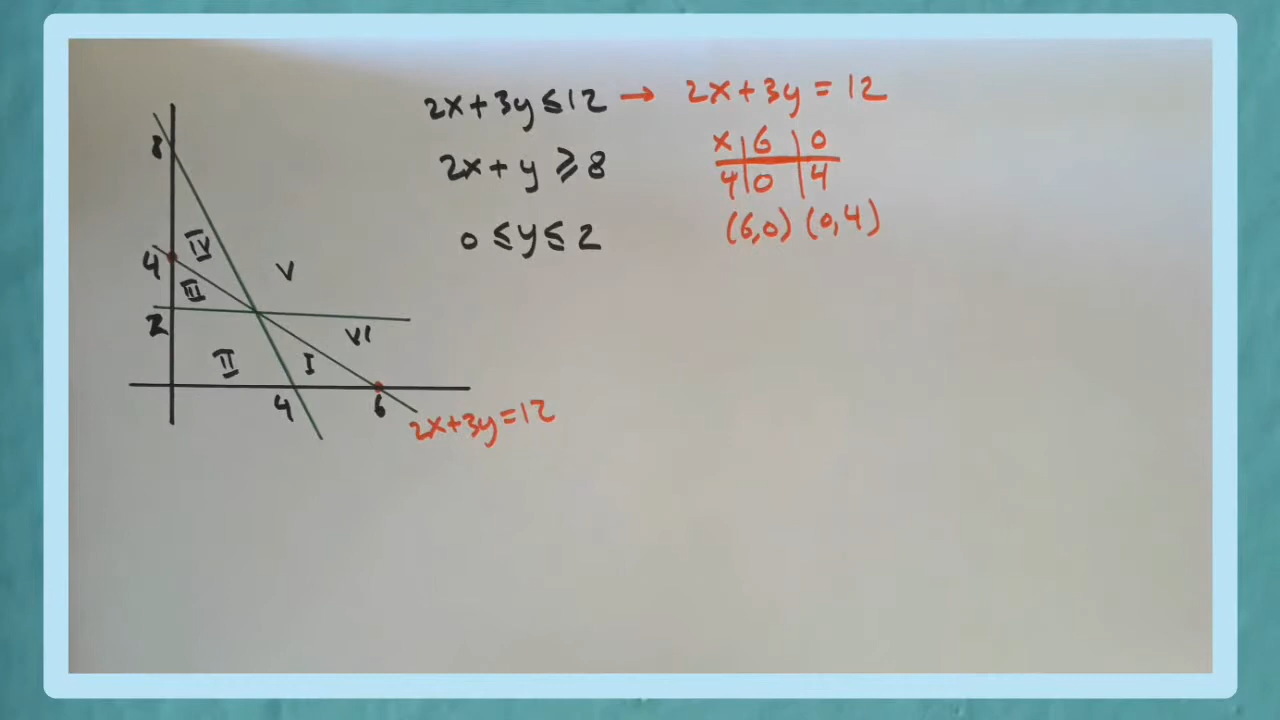 2x+3y≤12 → 2x+3y=12
x | 6 | 0
y | 0 | 4
(6,0) (0,4)
2x+y≥8
0≤y≤2
8
IV
V
4
III
2
VI
II
I
4
6
2x+3y=12